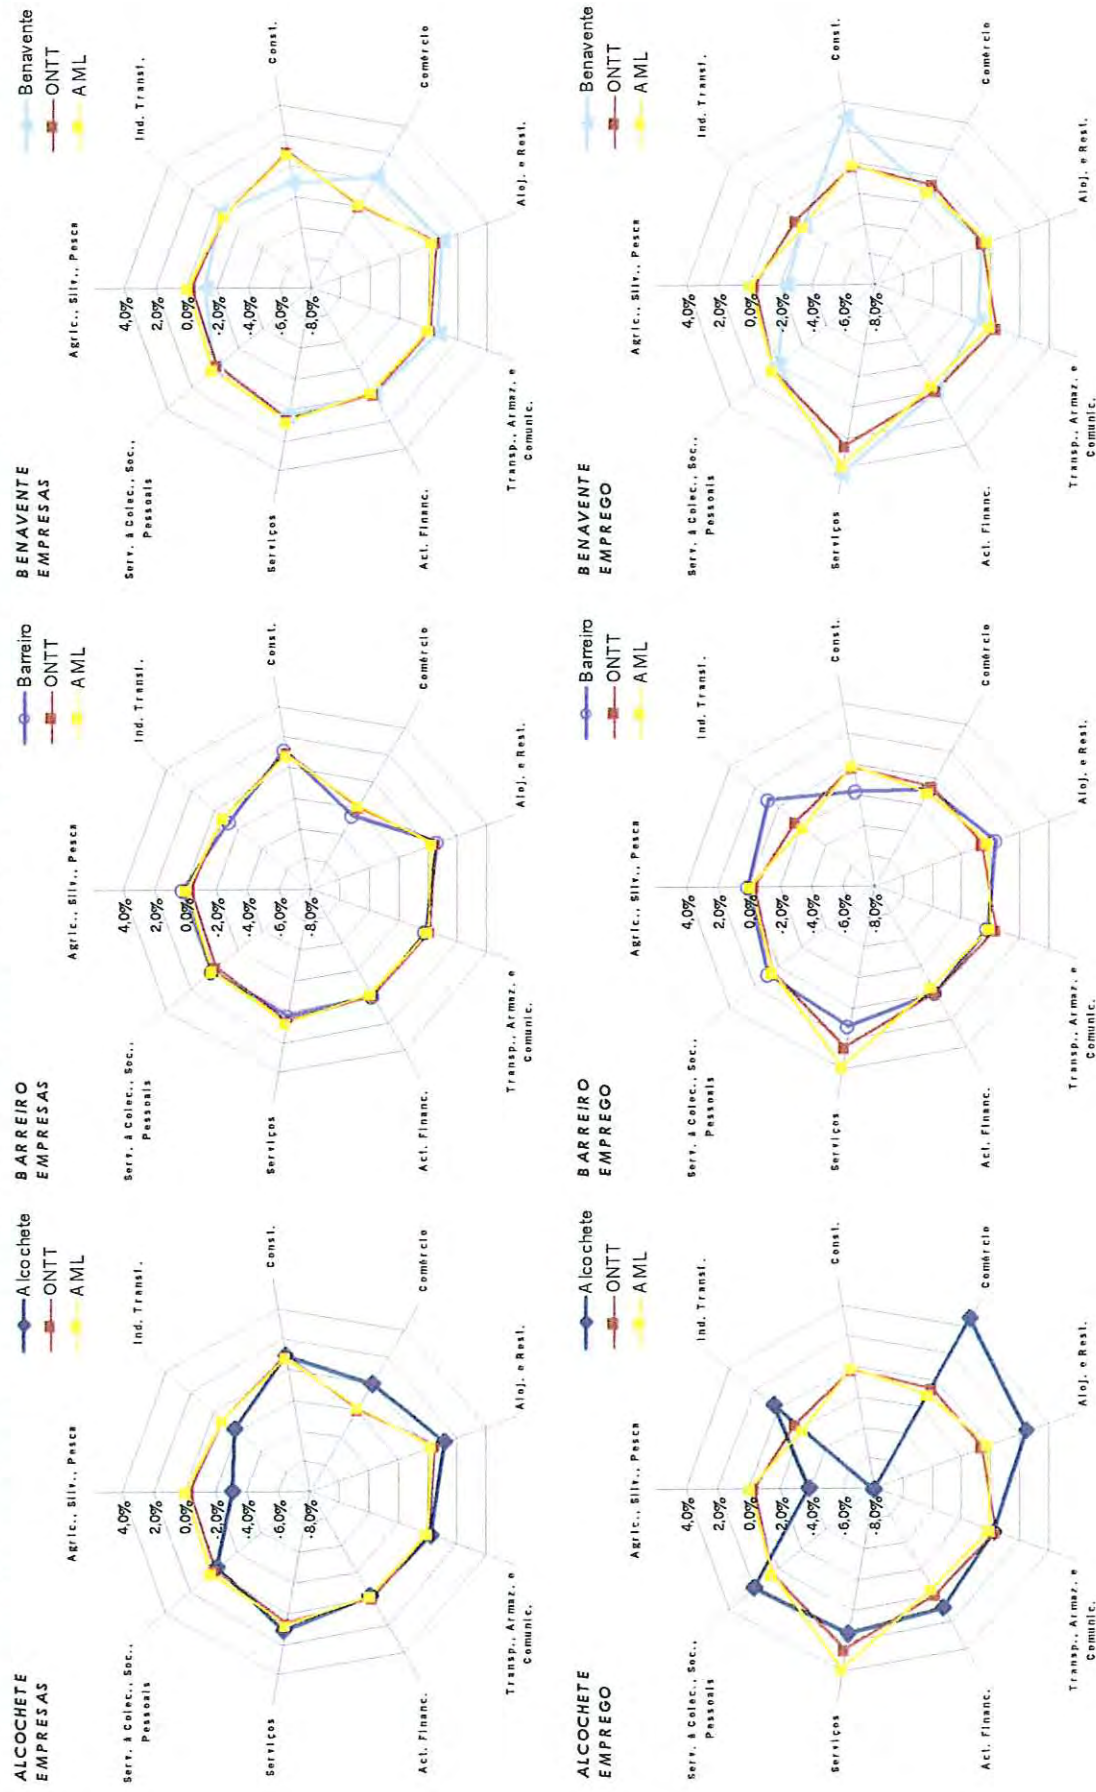 ALCOCHETE
EMPRESAS
Alcochete
ONTT
AML
Agric., Silv., Pesca
Ind. Transf.
Const.
Comércio
Aloj. e Rest.
Transp., Armaz. e
Comunic.
Act. Financ.
Serviços
Serv. à Colec., Soc.,
Pessoais
4,0%
2,0%
0,0%
-2,0%
-4,0%
-6,0%
-8,0%
BARREIRO
EMPRESAS
Barreiro
ONTT
AML
Agric., Silv., Pesca
Ind. Transf.
Const.
Comércio
Aloj. e Rest.
Transp., Armaz. e
Comunic.
Act. Financ.
Serviços
Serv. à Colec., Soc.,
Pessoais
4,0%
2,0%
0,0%
-2,0%
-4,0%
-6,0%
-8,0%
BENAVENTE
EMPRESAS
Benavente
ONTT
AML
Agric., Silv., Pesca
Ind. Transf.
Const.
Comércio
Aloj. e Rest.
Transp., Armaz. e
Comunic.
Act. Financ.
Serviços
Serv. à Colec., Soc.,
Pessoais
4,0%
2,0%
0,0%
-2,0%
-4,0%
-6,0%
-8,0%
ALCOCHETE
EMPREGO
Alcochete
ONTT
AML
Agric., Silv., Pesca
Ind. Transf.
Const.
Comércio
Aloj. e Rest.
Transp., Armaz. e
Comunic.
Act. Financ.
Serviços
Serv. à Colec., Soc.,
Pessoais
4,0%
2,0%
0,0%
-2,0%
-4,0%
-6,0%
-8,0%
BARREIRO
EMPREGO
Barreiro
ONTT
AML
Agric., Silv., Pesca
Ind. Transf.
Const.
Comércio
Aloj. e Rest.
Transp., Armaz. e
Comunic.
Act. Financ.
Serviços
Serv. à Colec., Soc.,
Pessoais
4,0%
2,0%
0,0%
-2,0%
-4,0%
-6,0%
-8,0%
BENAVENTE
EMPREGO
Benavente
ONTT
AML
Agric., Silv., Pesca
Ind. Transf.
Const.
Comércio
Aloj. e Rest.
Transp., Armaz. e
Comunic.
Act. Financ.
Serviços
Serv. à Colec., Soc.,
Pessoais
4,0%
2,0%
0,0%
-2,0%
-4,0%
-6,0%
-8,0%